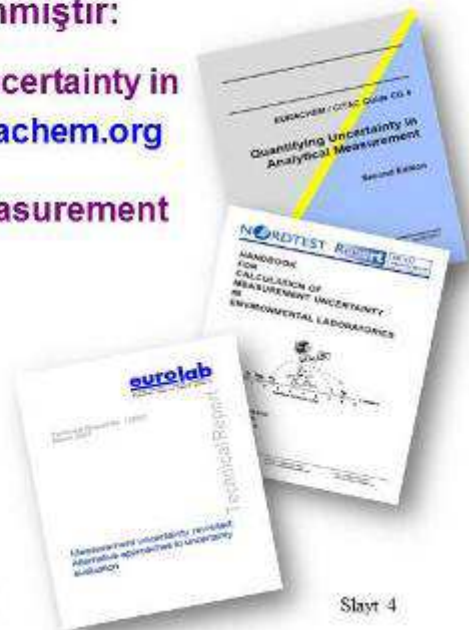 nmıştır:
certainty in
achem.org
asurement
EURACHEM / CITAC Guide CG 4
Quantifying Uncertainty in
Analytical Measurement
Second Edition
NORDTEST Report
HANDBOOK
FOR
CALCULATION OF
MEASUREMENT UNCERTAINTY
IN
ENVIRONMENTAL LABORATORIES
eurolab
Technical Report
Measurement uncertainty revisited:
Alternative approaches to uncertainty
evaluation
Slayt 4